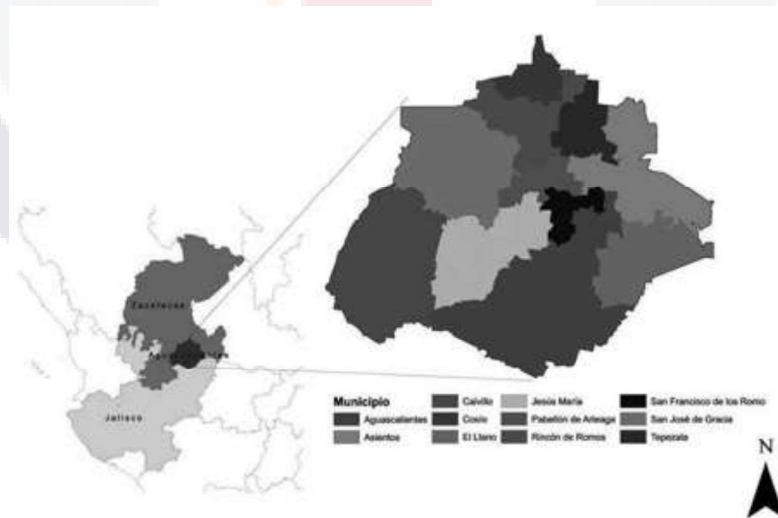 Zacatecas
Aguascalientes
Jalisco
Municipio
Aguascalientes
Asientos
Calvillo
Cosío
El Llano
Jesús María
Pabellón de Arteaga
Rincón de Romos
San Francisco de los Romo
San José de Gracia
Tepezala
N